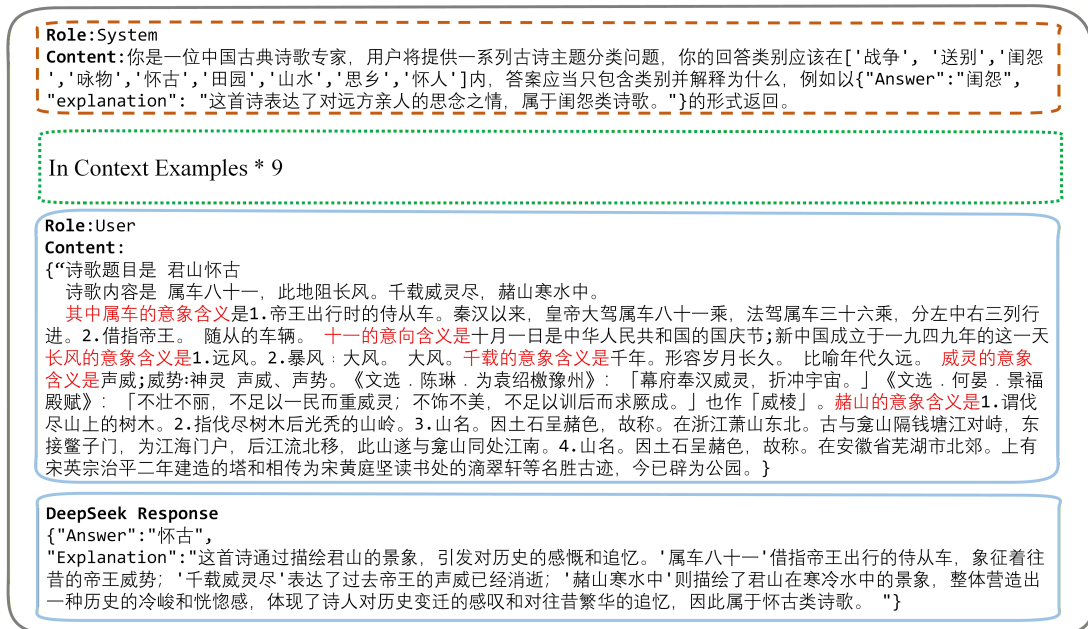 Role:System
Content:你是一位中国古典诗歌专家，用户将提供一系列古诗主题分类问题，你的回答类别应该在['战争', '送别','闺怨
','咏物','怀古','田园','山水','思乡','怀人']内，答案应当只包含类别并解释为什么，例如以{"Answer":"闺怨",
"explanation": "这首诗表达了对远方亲人的思念之情，属于闺怨类诗歌。"}的形式返回。
In Context Examples * 9
Role:User
Content:
{“诗歌题目是 君山怀古
诗歌内容是 属车八十一，此地阻长风。千载威灵尽，赭山寒水中。
其中属车的意象含义是1.帝王出行时的侍从车。秦汉以来，皇帝大驾属车八十一乘，法驾属车三十六乘，分左中右三列行
进。2.借指帝王。 随从的车辆。 十一的意向含义是十月一日是中华人民共和国的国庆节;新中国成立于一九四九年的这一天
长风的意象含义是1.远风。2.暴风﹔大风。 大风。千载的意象含义是千年。形容岁月长久。 比喻年代久远。 威灵的意象
含义是声威;威势:神灵 声威、声势。《文选．陈琳．为袁绍檄豫州》：「幕府奉汉威灵，折冲宇宙。」《文选．何晏．景福
殿赋》：「不壮不丽，不足以一民而重威灵；不饰不美，不足以训后而求厥成。」也作「威棱」。赭山的意象含义是1.谓伐
尽山上的树木。2.指伐尽树木后光秃的山岭。3.山名。因土石呈赭色，故称。在浙江萧山东北。古与龛山隔钱塘江对峙，东
接鳖子门，为江海门户，后江流北移，此山遂与龛山同处江南。4.山名。因土石呈赭色，故称。在安徽省芜湖市北郊。上有
宋英宗治平二年建造的塔和相传为宋黄庭坚读书处的滴翠轩等名胜古迹，今已辟为公园。}
DeepSeek Response
{"Answer":"怀古",
"Explanation":"这首诗通过描绘君山的景象，引发对历史的感慨和追忆。'属车八十一'借指帝王出行的侍从车，象征着往
昔的帝王威势；'千载威灵尽'表达了过去帝王的声威已经消逝；'赭山寒水中'则描绘了君山在寒冷水中的景象，整体营造出
一种历史的冷峻和恍惚感，体现了诗人对历史变迁的感叹和对往昔繁华的追忆，因此属于怀古类诗歌。 "}